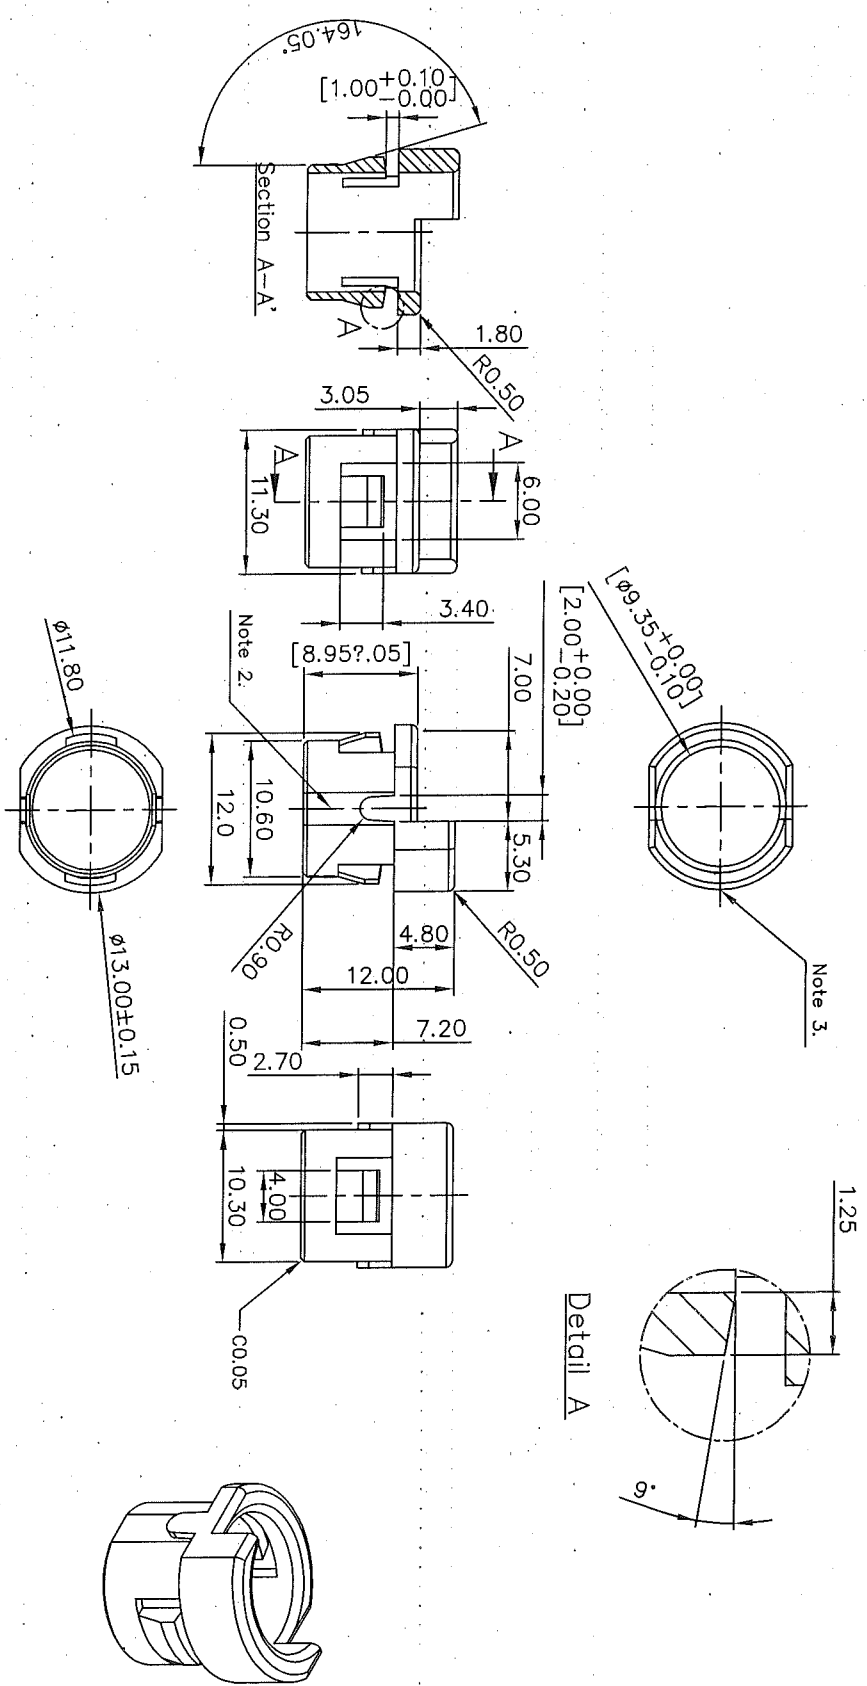 164.05°
[1.00 +0.10 -0.00]
Section A-A'
A
1.80
R0.50
3.05
A
A
11.30
6.00
3.40
[ø9.35 +0.00 -0.10]
[2.00 +0.00 -0.20]
7.00
[8.95?.05]
Note 2.
ø11.80
10.60
12.0
5.30
R0.90
R0.50
4.80
12.00
7.20
Note 3.
ø13.00±0.15
0.50
2.70
4.00
10.30
C0.05
1.25
Detail A
9°